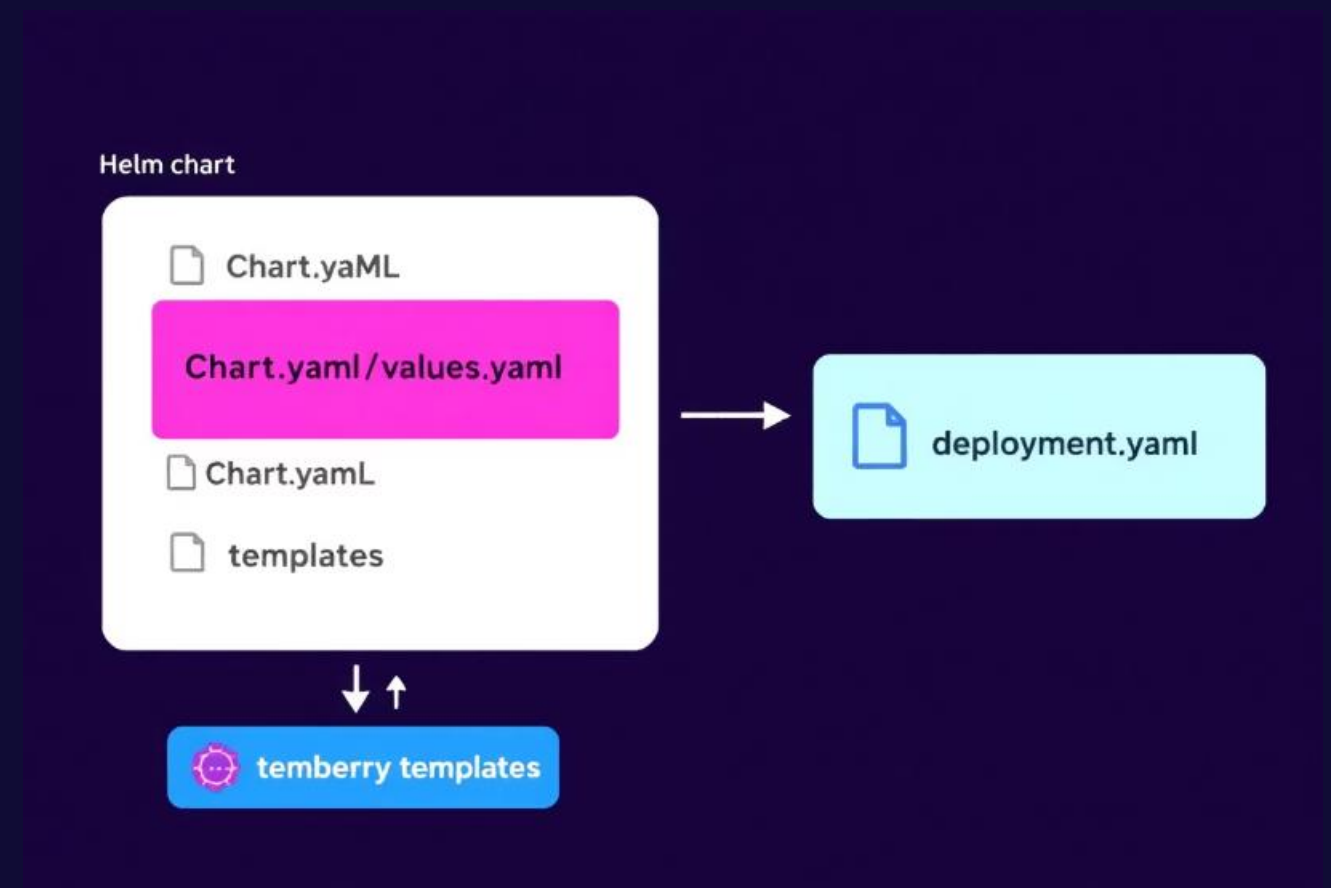 Helm chart
Chart.yaML
Chart.yaml/values.yaml
Chart.yamL
templates
deployment.yaml
temberry templates